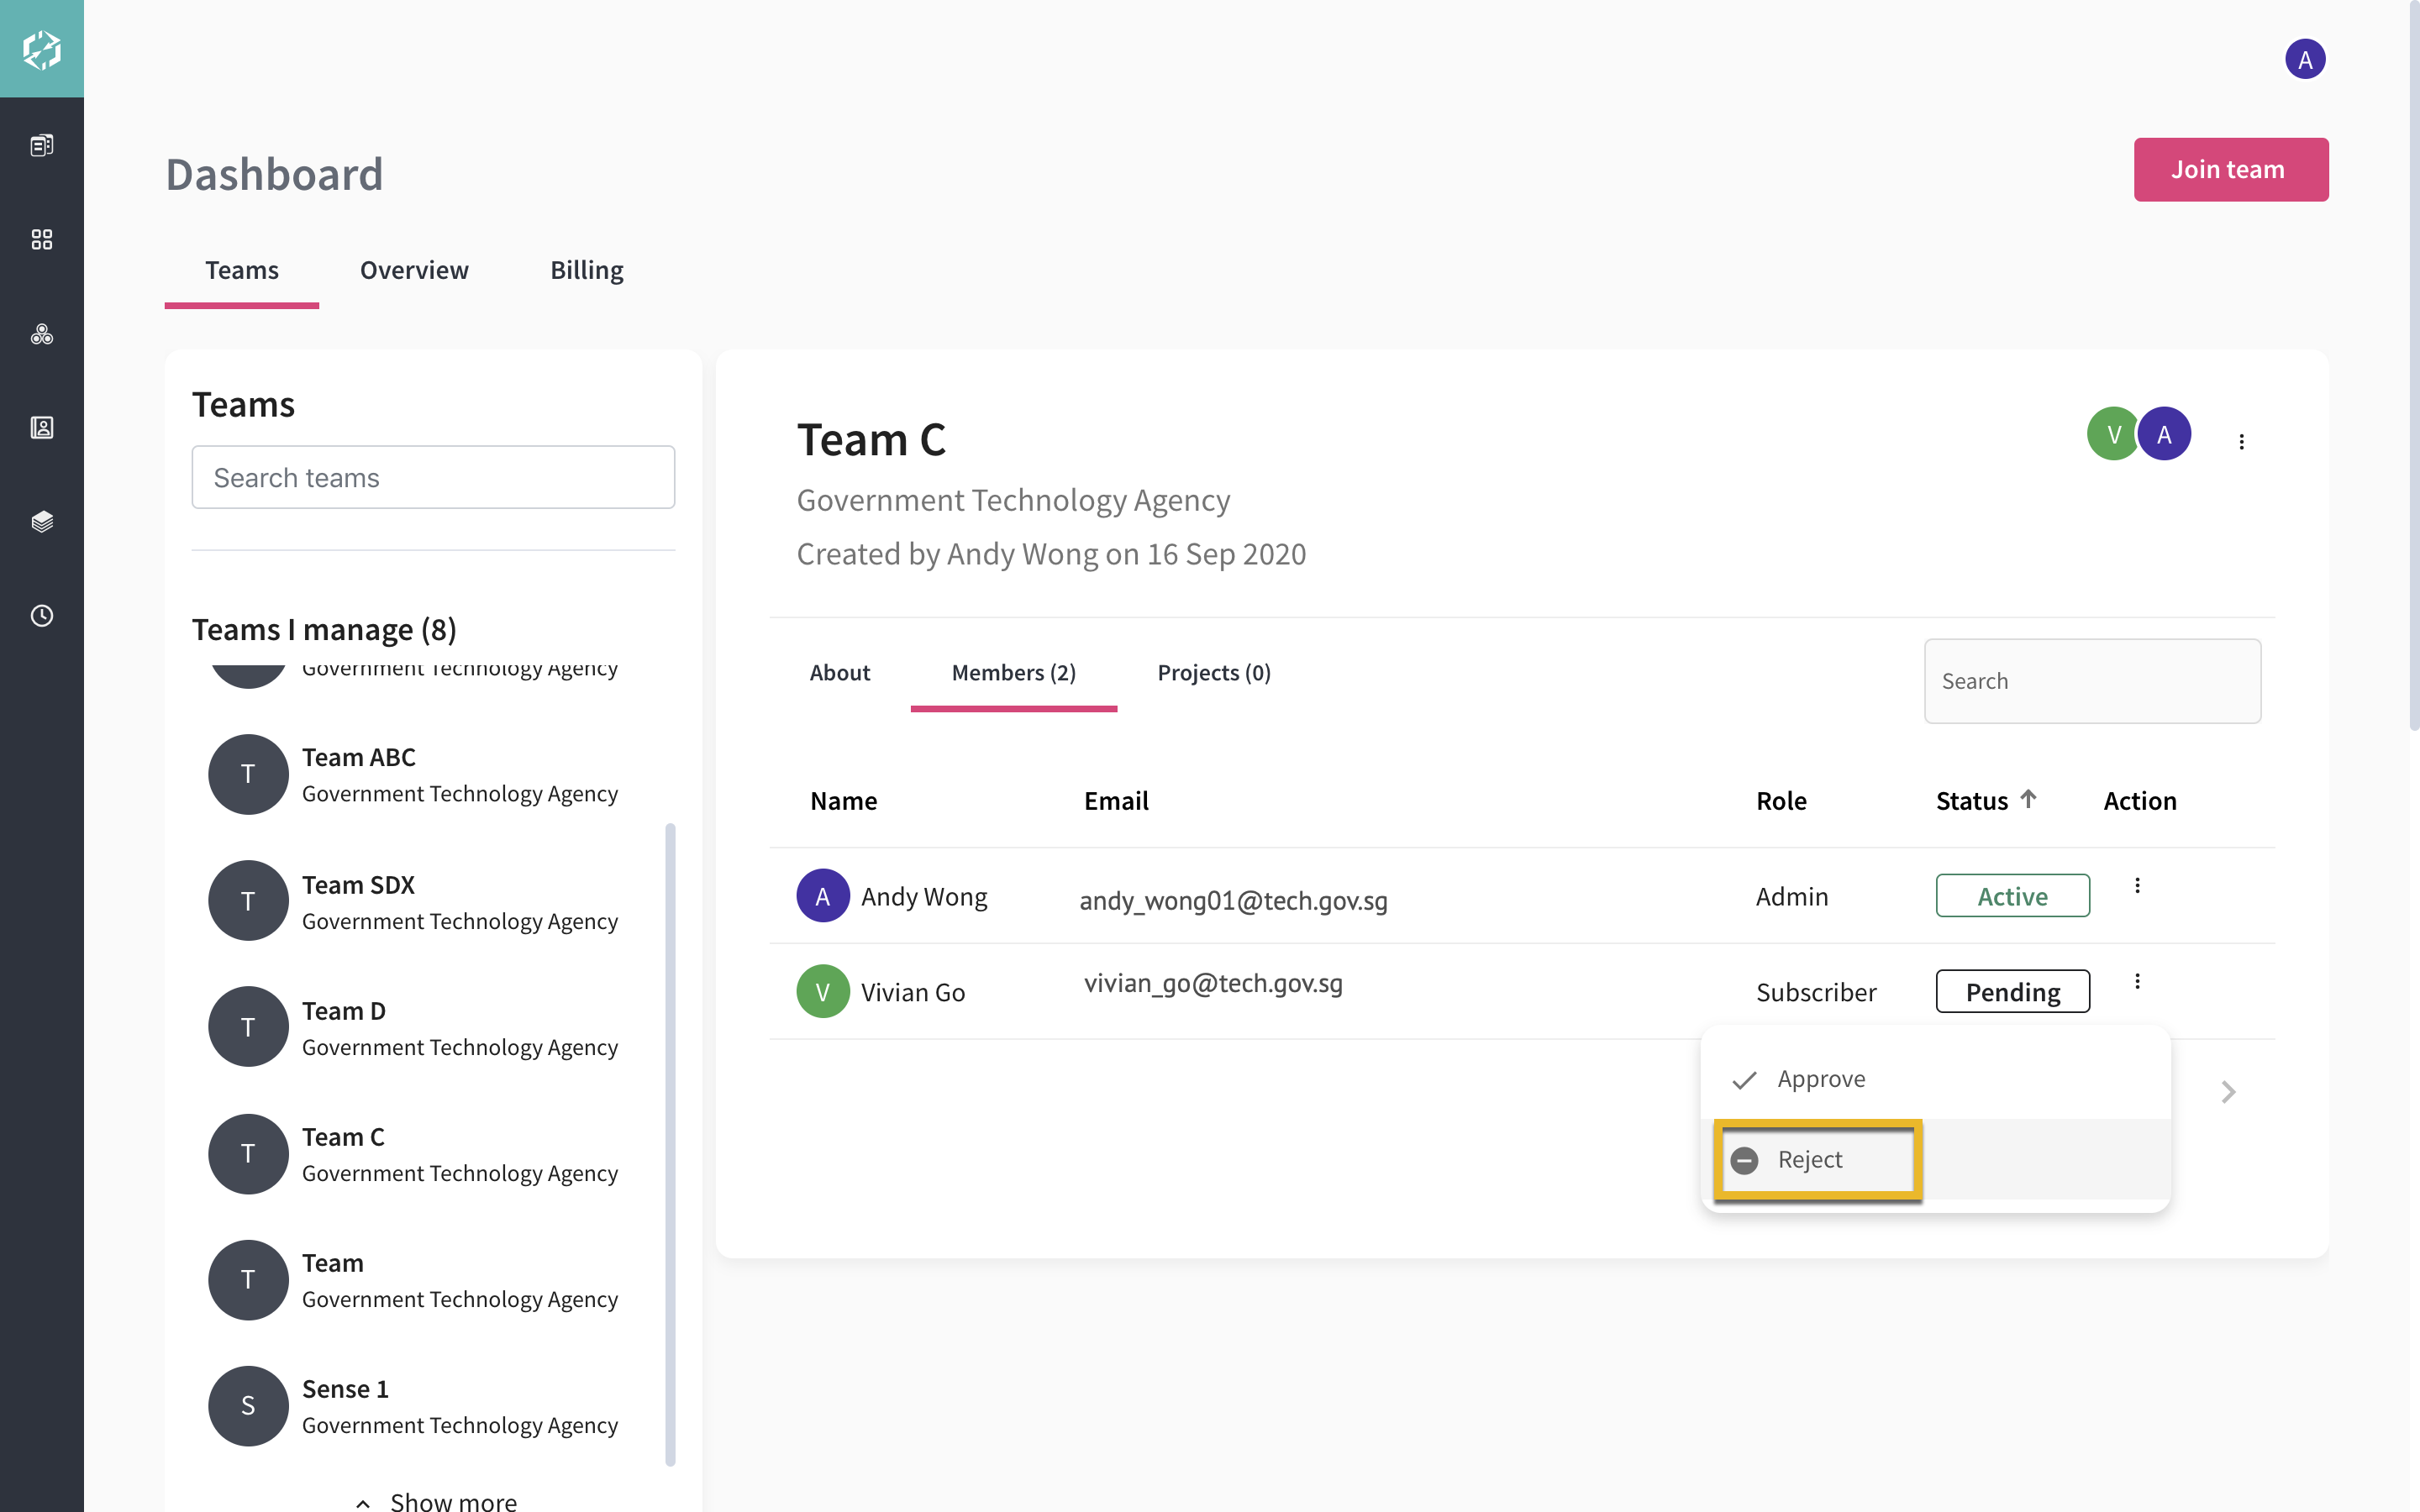 A
Dashboard
Join team
Teams
Overview
Billing
Teams
Search teams
Teams I manage (8)
Government Technology Agency
T
Team ABC
Government Technology Agency
T
Team SDX
Government Technology Agency
T
Team D
Government Technology Agency
T
Team C
Government Technology Agency
T
Team
Government Technology Agency
S
Sense 1
Government Technology Agency
Show more
Team C
V A
Government Technology Agency
Created by Andy Wong on 16 Sep 2020
About
Members (2)
Projects (0)
Search
Name Email Role Status Action
A Andy Wong andy_wong01@tech.gov.sg Admin Active
V Vivian Go vivian_go@tech.gov.sg Subscriber Pending
Approve
Reject